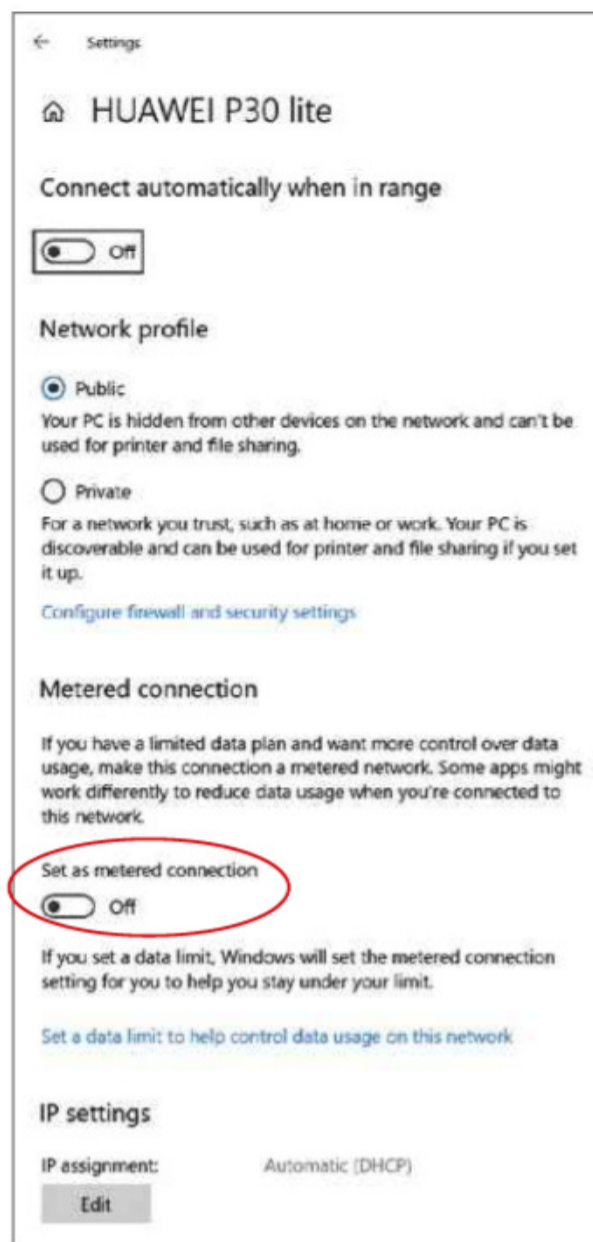 Settings
HUAWEI P30 lite
Connect automatically when in range
Off
Network profile
Public
Your PC is hidden from other devices on the network and can't be
used for printer and file sharing.
Private
For a network you trust, such as at home or work. Your PC is
discoverable and can be used for printer and file sharing if you set
it up.
Configure firewall and security settings
Metered connection
If you have a limited data plan and want more control over data
usage, make this connection a metered network. Some apps might
work differently to reduce data usage when you're connected to
this network.
Set as metered connection
Off
If you set a data limit, Windows will set the metered connection
setting for you to help you stay under your limit.
Set a data limit to help control data usage on this network
IP settings
IP assignment: Automatic (DHCP)
Edit